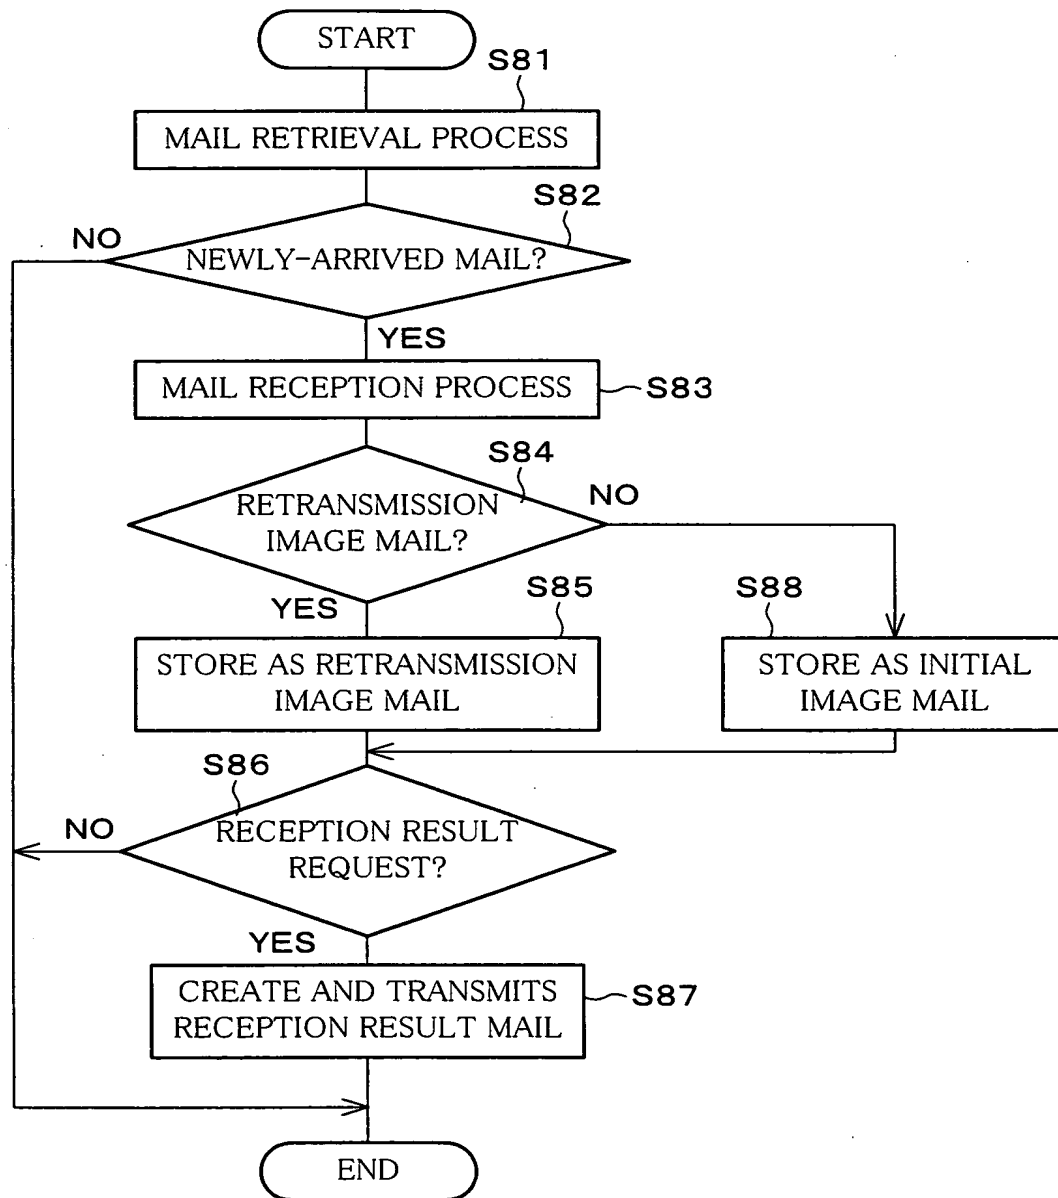 START
S81
MAIL RETRIEVAL PROCESS
S82
NO
NEWLY-ARRIVED MAIL?
YES
MAIL RECEPTION PROCESS
S83
S84
RETRANSMISSION
IMAGE MAIL?
NO
YES
S85
S88
STORE AS RETRANSMISSION
IMAGE MAIL
STORE AS INITIAL
IMAGE MAIL
S86
NO
RECEPTION RESULT
REQUEST?
YES
CREATE AND TRANSMITS
RECEPTION RESULT MAIL
S87
END